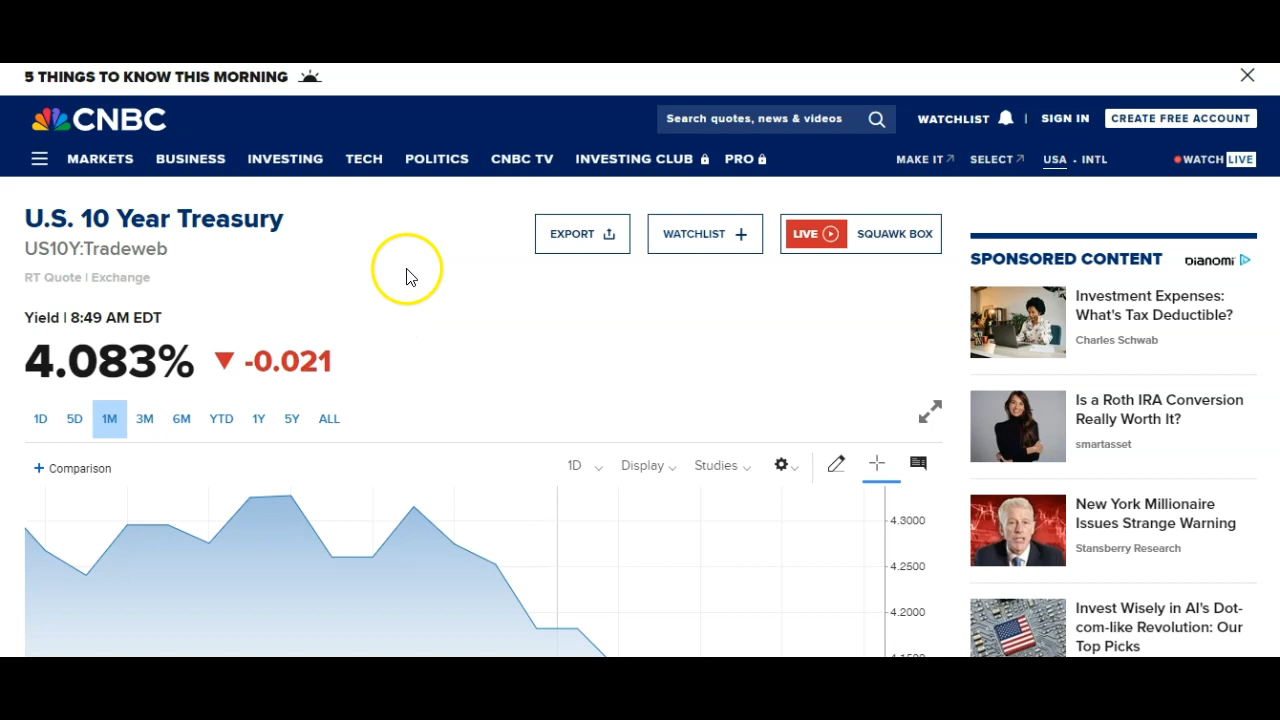 5 THINGS TO KNOW THIS MORNING
CNBC
Search quotes, news & videos
WATCHLIST
SIGN IN
CREATE FREE ACCOUNT
MARKETS BUSINESS INVESTING TECH POLITICS CNBC TV INVESTING CLUB PRO
MAKE IT SELECT USA · INTL WATCH LIVE
U.S. 10 Year Treasury
US10Y:Tradeweb
RT Quote | Exchange
EXPORT
WATCHLIST +
LIVE SQUAWK BOX
Yield | 8:49 AM EDT
4.083% ▼ -0.021
1D 5D 1M 3M 6M YTD 1Y 5Y ALL
+ Comparison
1D Display Studies
4.3000
4.2500
4.2000
SPONSORED CONTENT
DIANOMI
Investment Expenses:
What's Tax Deductible?
Charles Schwab
Is a Roth IRA Conversion
Really Worth It?
smartasset
New York Millionaire
Issues Strange Warning
Stansberry Research
Invest Wisely in AI's Dot-
com-like Revolution: Our
Top Picks